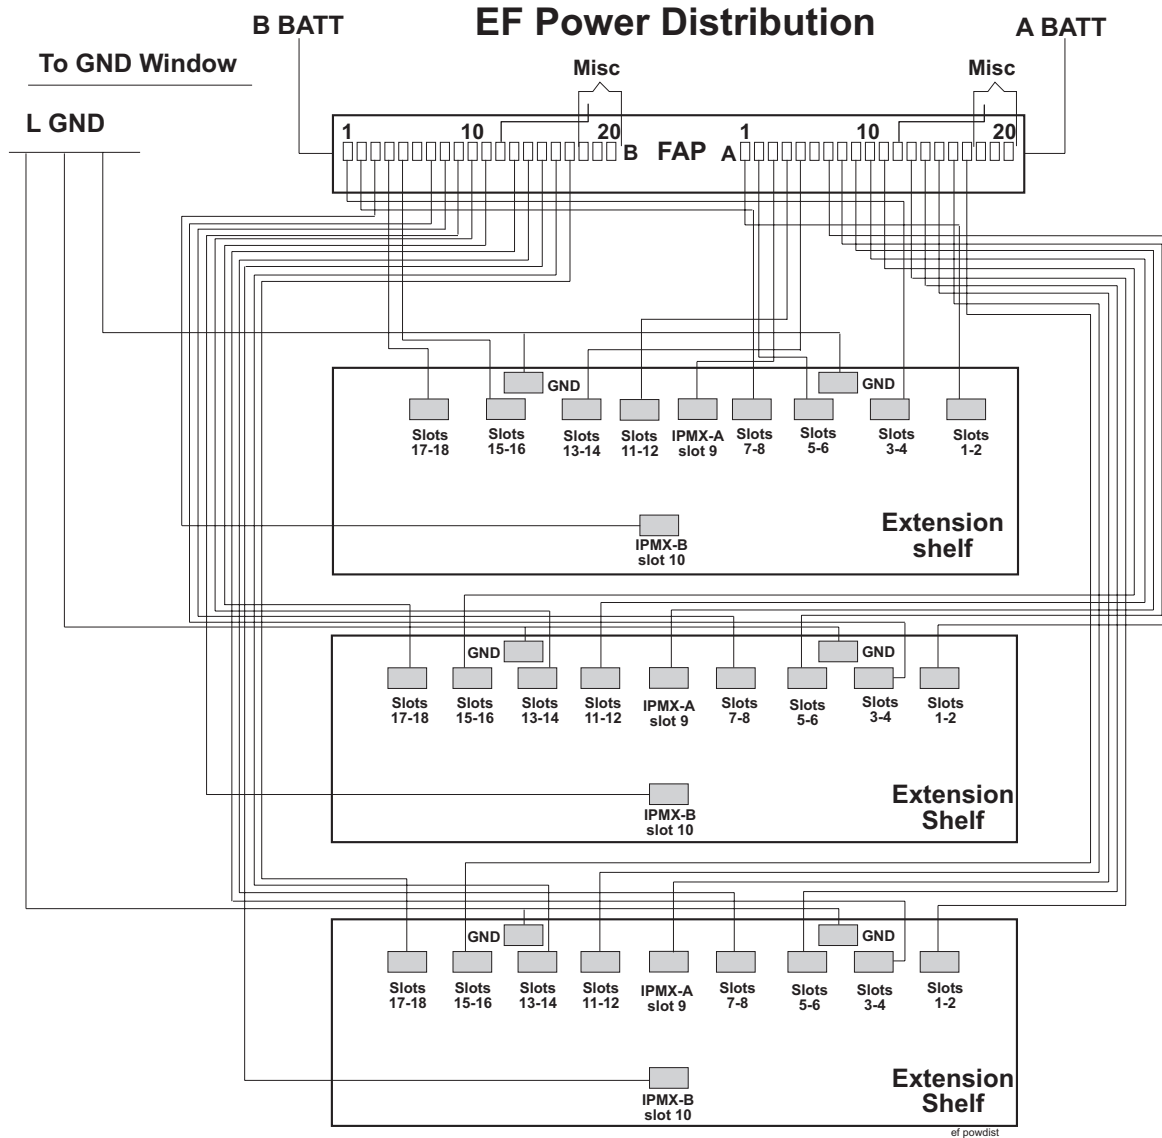 EF Power Distribution
B BATT
A BATT
To GND Window
Misc
Misc
L GND
1 10 20
1 10 20
B FAP A
GND
GND
Slots
17-18
Slots
15-16
Slots
13-14
Slots
11-12
IPMX-A
slot 9
Slots
7-8
Slots
5-6
Slots
3-4
Slots
1-2
IPMX-B
slot 10
Extension
shelf
GND
GND
Slots
17-18
Slots
15-16
Slots
13-14
Slots
11-12
IPMX-A
slot 9
Slots
7-8
Slots
5-6
Slots
3-4
Slots
1-2
IPMX-B
slot 10
Extension
Shelf
GND
GND
Slots
17-18
Slots
15-16
Slots
13-14
Slots
11-12
IPMX-A
slot 9
Slots
7-8
Slots
5-6
Slots
3-4
Slots
1-2
IPMX-B
slot 10
Extension
Shelf
ef powdist